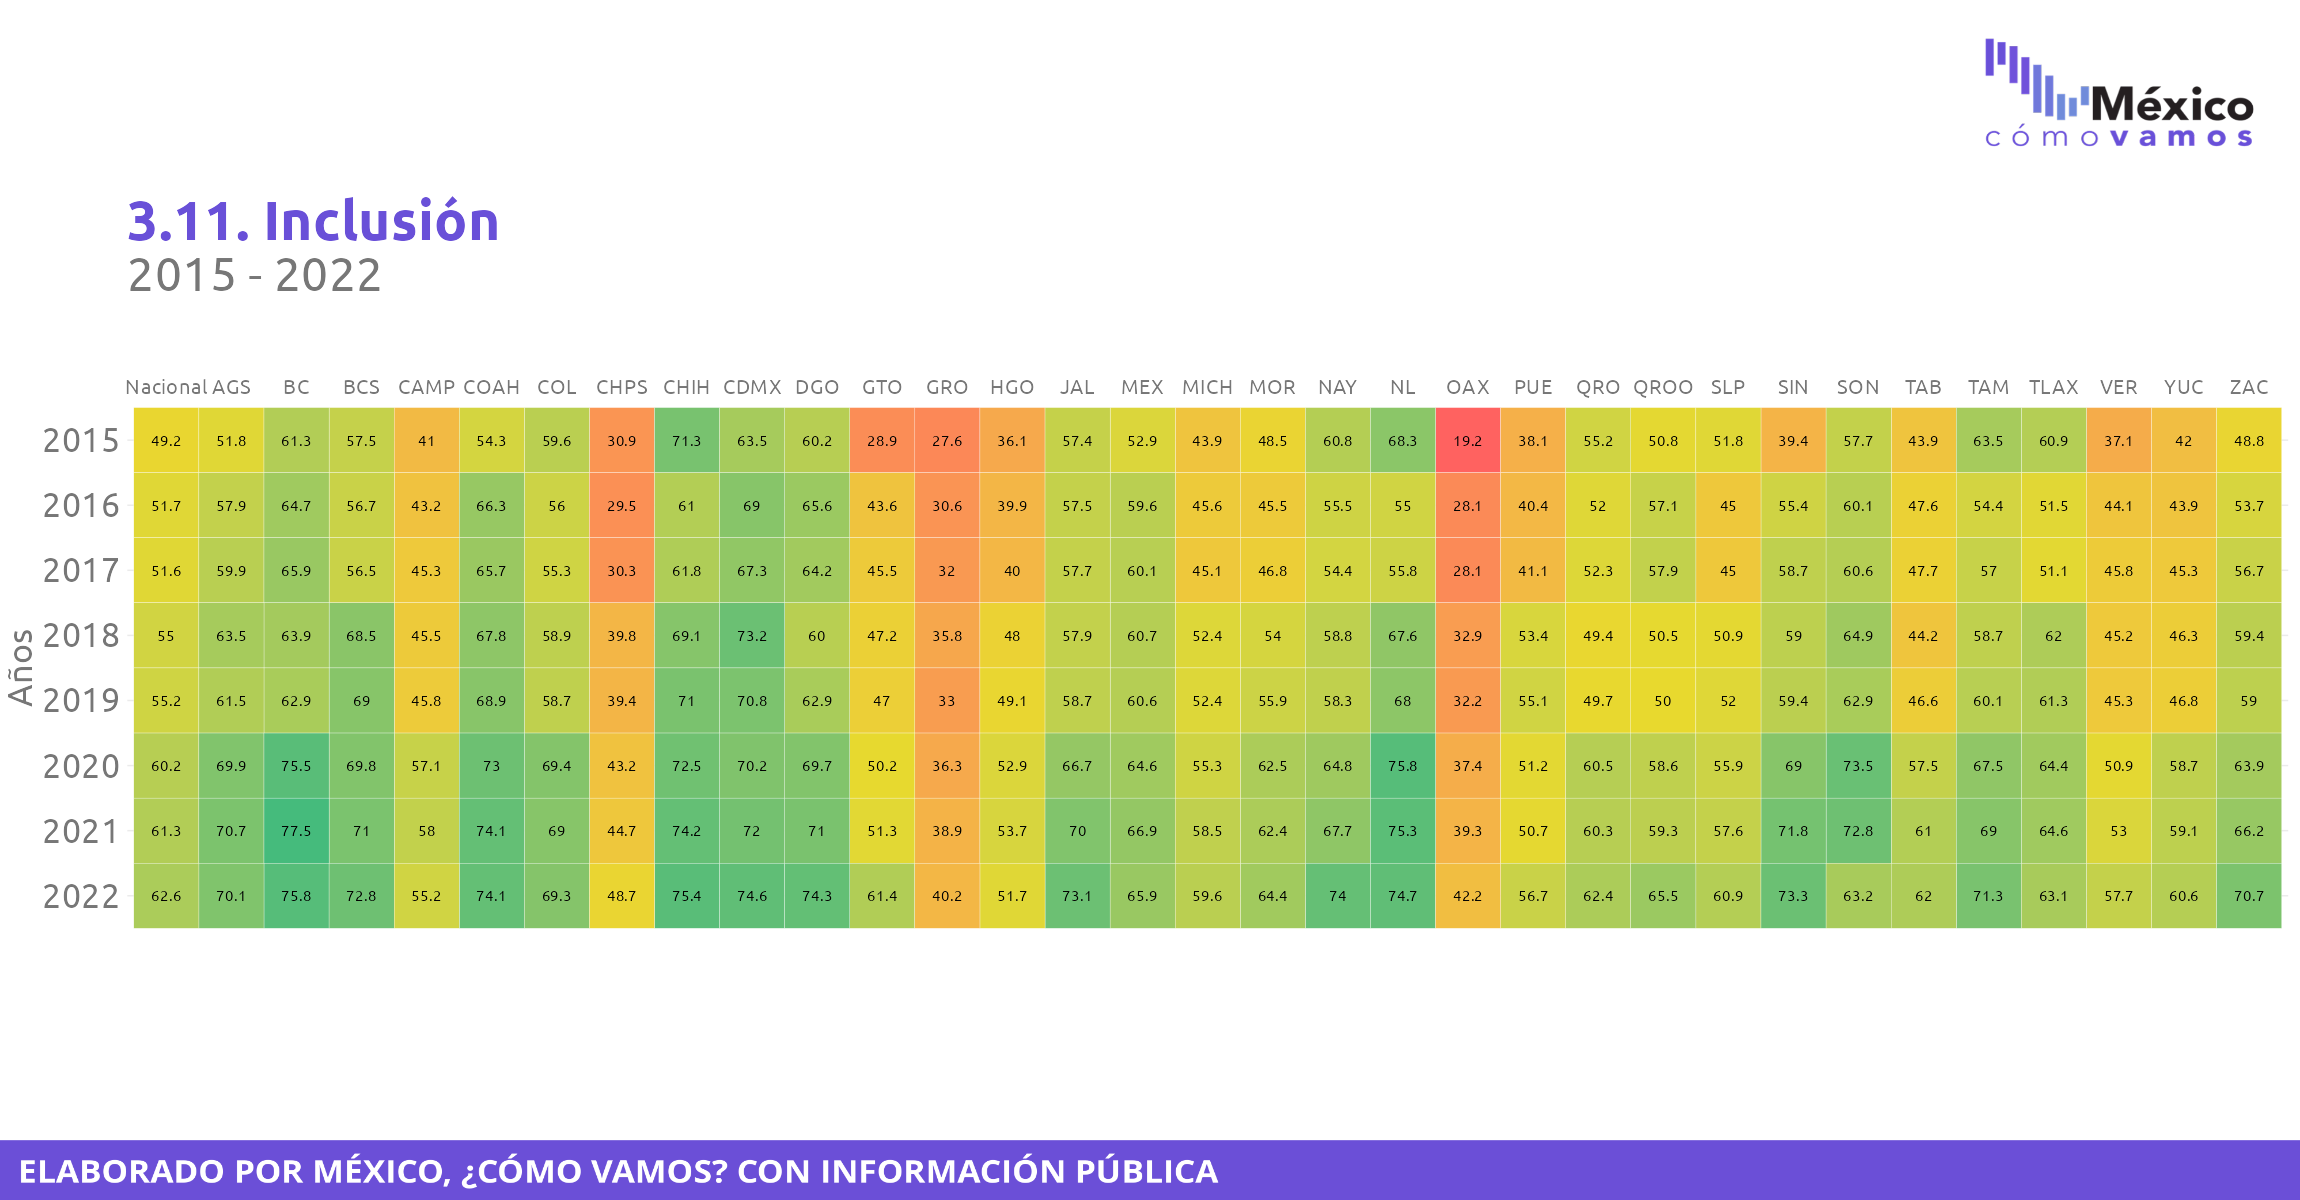 México
cómovamos
3.11. Inclusión
2015 - 2022
Nacional AGS BC BCS CAMP COAH COL CHPS CHIH CDMX DGO GTO GRO HGO JAL MEX MICH MOR NAY NL OAX PUE QRO QROO SLP SIN SON TAB TAM TLAX VER YUC ZAC
2015 49.2 51.8 61.3 57.5 41 54.3 59.6 30.9 71.3 63.5 60.2 28.9 27.6 36.1 57.4 52.9 43.9 48.5 60.8 68.3 19.2 38.1 55.2 50.8 51.8 39.4 57.7 43.9 63.5 60.9 37.1 42 48.8
2016 51.7 57.9 64.7 56.7 43.2 66.3 56 29.5 61 69 65.6 43.6 30.6 39.9 57.5 59.6 45.6 45.5 55.5 55 28.1 40.4 52 57.1 45 55.4 60.1 47.6 54.4 51.5 44.1 43.9 53.7
2017 51.6 59.9 65.9 56.5 45.3 65.7 55.3 30.3 61.8 67.3 64.2 45.5 32 40 57.7 60.1 45.1 46.8 54.4 55.8 28.1 41.1 52.3 57.9 45 58.7 60.6 47.7 57 51.1 45.8 45.3 56.7
2018 55 63.5 63.9 68.5 45.5 67.8 58.9 39.8 69.1 73.2 60 47.2 35.8 48 57.9 60.7 52.4 54 58.8 67.6 32.9 53.4 49.4 50.5 50.9 59 64.9 44.2 58.7 62 45.2 46.3 59.4
2019 55.2 61.5 62.9 69 45.8 68.9 58.7 39.4 71 70.8 62.9 47 33 49.1 58.7 60.6 52.4 55.9 58.3 68 32.2 55.1 49.7 50 52 59.4 62.9 46.6 60.1 61.3 45.3 46.8 59
2020 60.2 69.9 75.5 69.8 57.1 73 69.4 43.2 72.5 70.2 69.7 50.2 36.3 52.9 66.7 64.6 55.3 62.5 64.8 75.8 37.4 51.2 60.5 58.6 55.9 69 73.5 57.5 67.5 64.4 50.9 58.7 63.9
2021 61.3 70.7 77.5 71 58 74.1 69 44.7 74.2 72 71 51.3 38.9 53.7 70 66.9 58.5 62.4 67.7 75.3 39.3 50.7 60.3 59.3 57.6 71.8 72.8 61 69 64.6 53 59.1 66.2
2022 62.6 70.1 75.8 72.8 55.2 74.1 69.3 48.7 75.4 74.6 74.3 61.4 40.2 51.7 73.1 65.9 59.6 64.4 74 74.7 42.2 56.7 62.4 65.5 60.9 73.3 63.2 62 71.3 63.1 57.7 60.6 70.7
Años
ELABORADO POR MÉXICO, ¿CÓMO VAMOS? CON INFORMACIÓN PÚBLICA